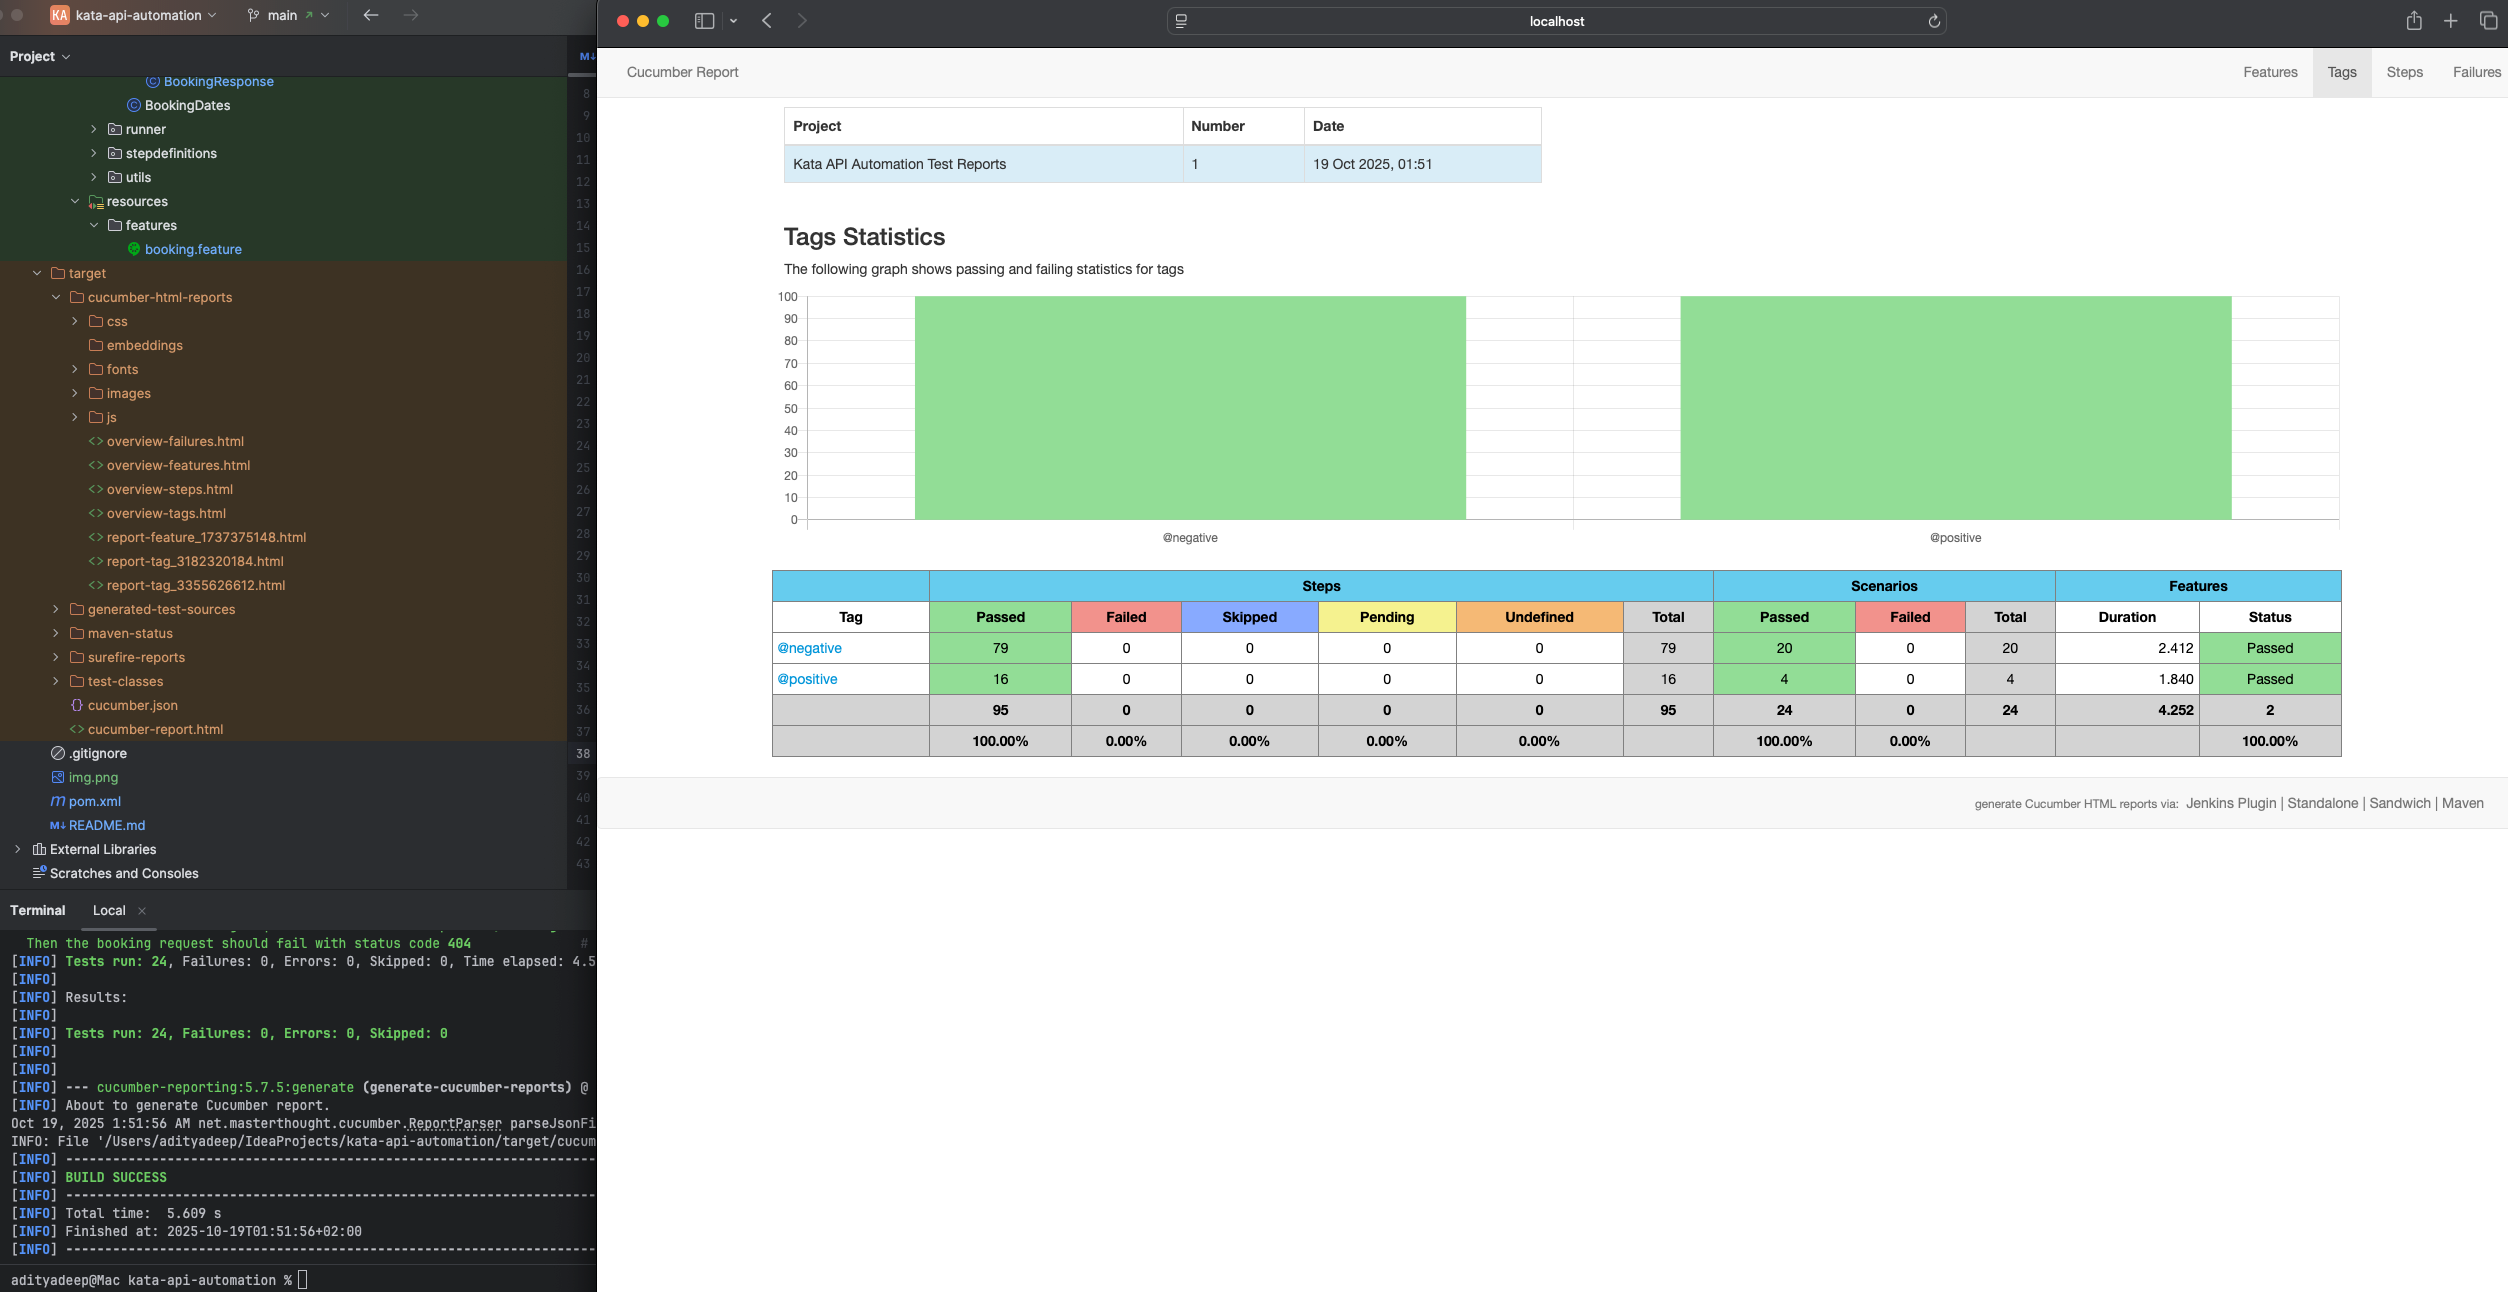 KA kata-api-automation main
Project
BookingResponse
BookingDates
runner
stepdefinitions
utils
resources
features
booking.feature
target
cucumber-html-reports
css
embeddings
fonts
images
js
overview-failures.html
overview-features.html
overview-steps.html
overview-tags.html
report-feature_1737375148.html
report-tag_3182320184.html
report-tag_3355626612.html
generated-test-sources
maven-status
surefire-reports
test-classes
cucumber.json
cucumber-report.html
.gitignore
img.png
pom.xml
README.md
External Libraries
Scratches and Consoles
M↓
8
9
10
11
12
13
14
15
16
17
18
19
20
21
22
23
24
25
26
27
28
29
30
31
32
33
34
35
36
37
38
39
40
41
42
43
Terminal Local
Then the booking request should fail with status code 404 #
[INFO] Tests run: 24, Failures: 0, Errors: 0, Skipped: 0, Time elapsed: 4.5
[INFO]
[INFO] Results:
[INFO]
[INFO] Tests run: 24, Failures: 0, Errors: 0, Skipped: 0
[INFO]
[INFO]
[INFO] --- cucumber-reporting:5.7.5:generate (generate-cucumber-reports) @
[INFO] About to generate Cucumber report.
Oct 19, 2025 1:51:56 AM net.masterthought.cucumber.ReportParser parseJsonFi
INFO: File '/Users/adityadeep/IdeaProjects/kata-api-automation/target/cucum
[INFO] --------------------------------------------------------------------
[INFO] BUILD SUCCESS
[INFO] --------------------------------------------------------------------
[INFO] Total time:  5.609 s
[INFO] Finished at: 2025-10-19T01:51:56+02:00
[INFO] --------------------------------------------------------------------
adityadeep@Mac kata-api-automation %
localhost
Cucumber Report Features Tags Steps Failures
Project Number Date
Kata API Automation Test Reports 1 19 Oct 2025, 01:51
Tags Statistics
The following graph shows passing and failing statistics for tags
100
90
80
70
60
50
40
30
20
10
0
@negative @positive
Steps Scenarios Features
Tag Passed Failed Skipped Pending Undefined Total Passed Failed Total Duration Status
@negative 79 0 0 0 0 79 20 0 20 2.412 Passed
@positive 16 0 0 0 0 16 4 0 4 1.840 Passed
95 0 0 0 0 95 24 0 24 4.252 2
100.00% 0.00% 0.00% 0.00% 0.00% 100.00% 0.00% 100.00%
generate Cucumber HTML reports via: Jenkins Plugin | Standalone | Sandwich | Maven